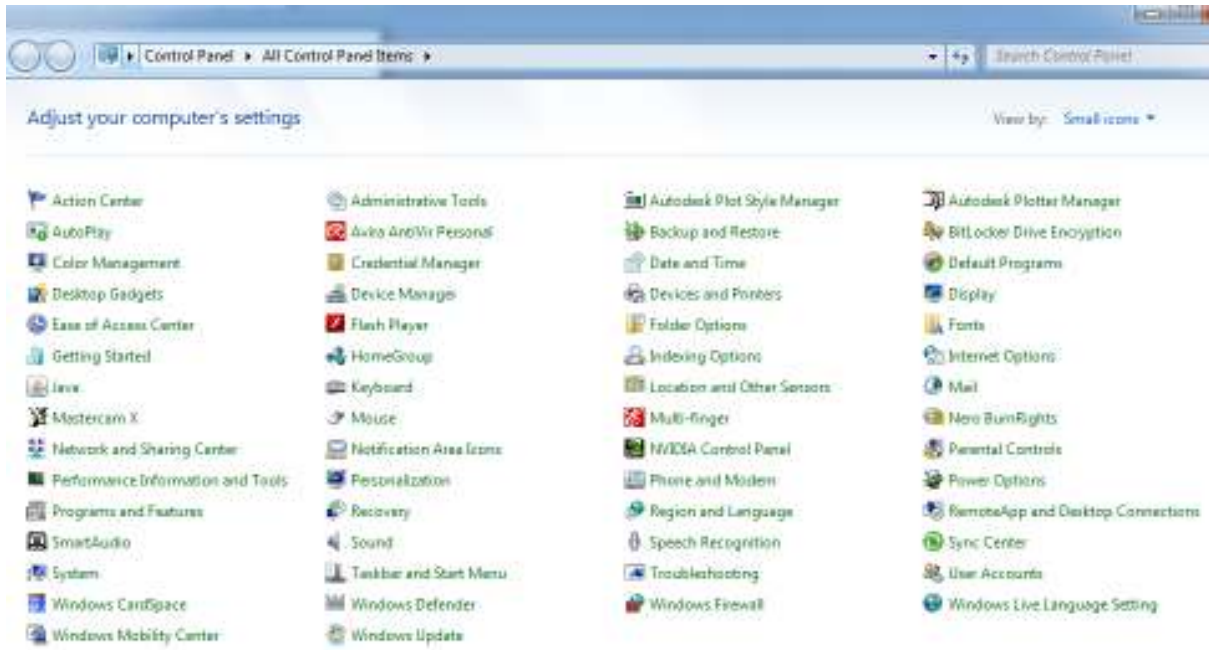 Control Panel ▸ All Control Panel Items ▸ Search Control Panel
Adjust your computer's settings View by: Small icons
Action Center Administrative Tools Autodesk Plot Style Manager Autodesk Plotter Manager
AutoPlay Avira AntiVir Personal Backup and Restore BitLocker Drive Encryption
Color Management Credential Manager Date and Time Default Programs
Desktop Gadgets Device Manager Devices and Printers Display
Ease of Access Center Flash Player Folder Options Fonts
Getting Started HomeGroup Indexing Options Internet Options
Java Keyboard Location and Other Sensors Mail
Mastercam X Mouse Multi-finger Nero BurnRights
Network and Sharing Center Notification Area Icons NVIDIA Control Panel Parental Controls
Performance Information and Tools Personalization Phone and Modem Power Options
Programs and Features Recovery Region and Language RemoteApp and Desktop Connections
SmartAudio Sound Speech Recognition Sync Center
System Taskbar and Start Menu Troubleshooting User Accounts
Windows CardSpace Windows Defender Windows Firewall Windows Live Language Setting
Windows Mobility Center Windows Update